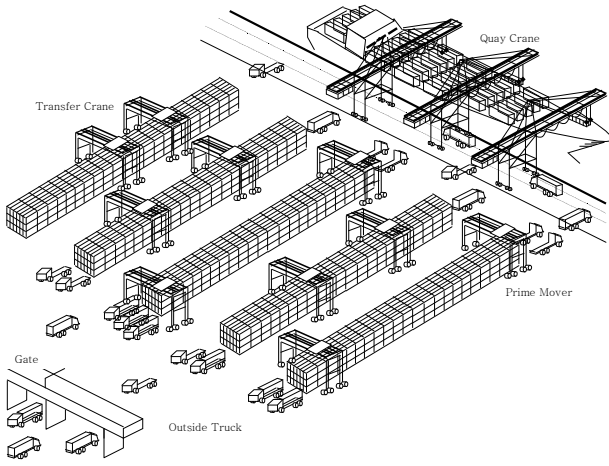 Quay Crane
Transfer Crane
Prime Mover
Gate
Outside Truck